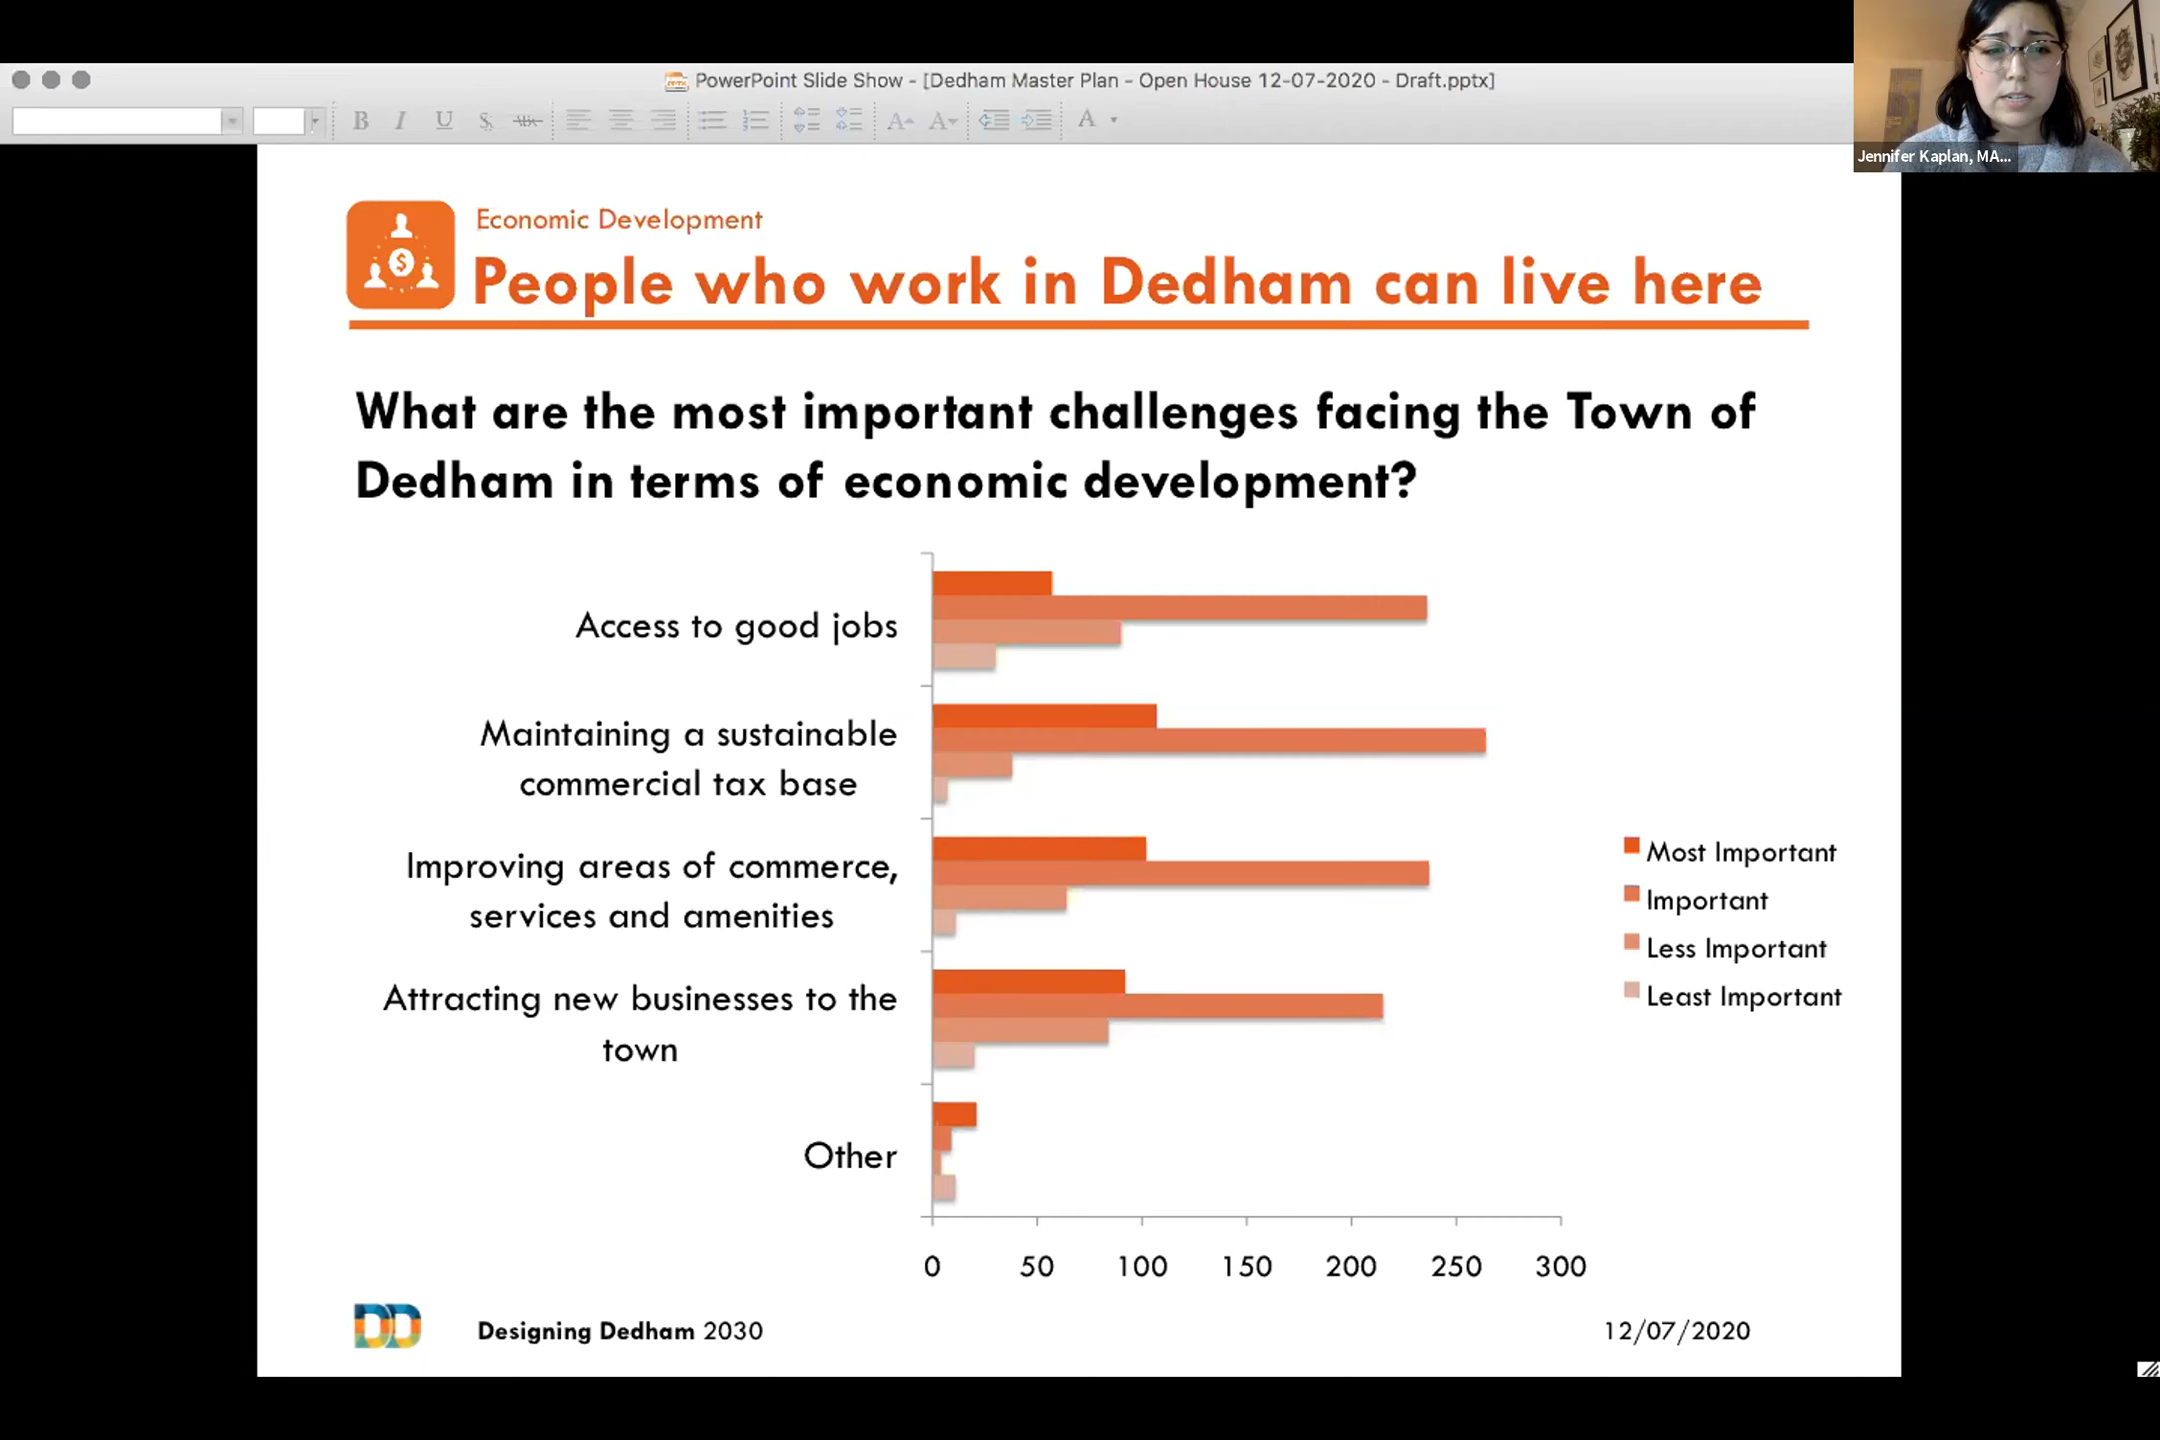 PowerPoint Slide Show - [Dedham Master Plan - Open House 12-07-2020 - Draft.pptx]
B I U S ABC A A A
Jennifer Kaplan, MA...
Economic Development
People who work in Dedham can live here
What are the most important challenges facing the Town of
Dedham in terms of economic development?
Access to good jobs
Maintaining a sustainable
commercial tax base
Improving areas of commerce,
services and amenities
Attracting new businesses to the
town
Other
Most Important
Important
Less Important
Least Important
0 50 100 150 200 250 300
DD
Designing Dedham 2030
12/07/2020